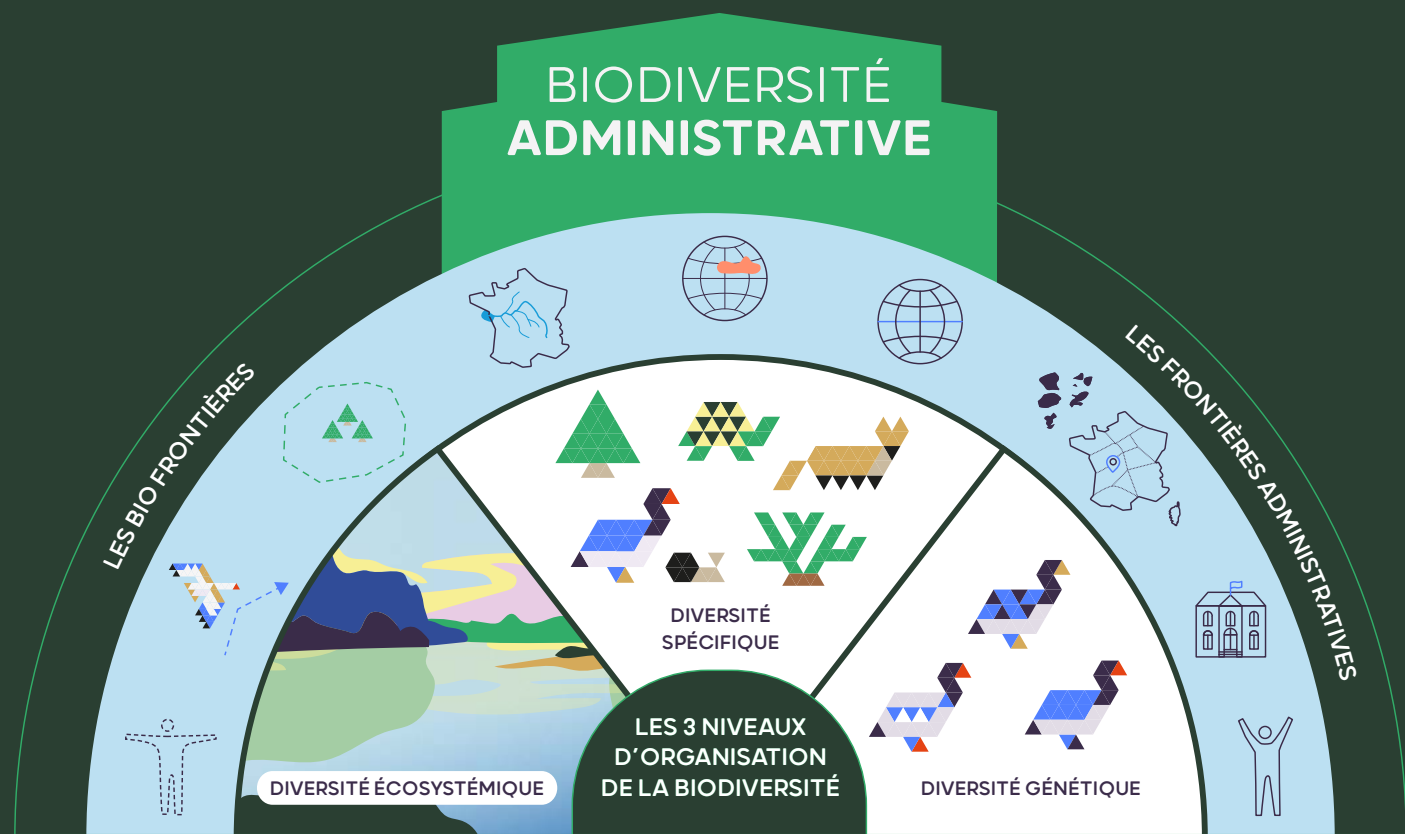 BIODIVERSITÉ
ADMINISTRATIVE
LES BIO FRONTIÈRES
LES FRONTIÈRES ADMINISTRATIVES
DIVERSITÉ
SPÉCIFIQUE
LES 3 NIVEAUX
D'ORGANISATION
DE LA BIODIVERSITÉ
DIVERSITÉ ÉCOSYSTÉMIQUE
DIVERSITÉ GÉNÉTIQUE